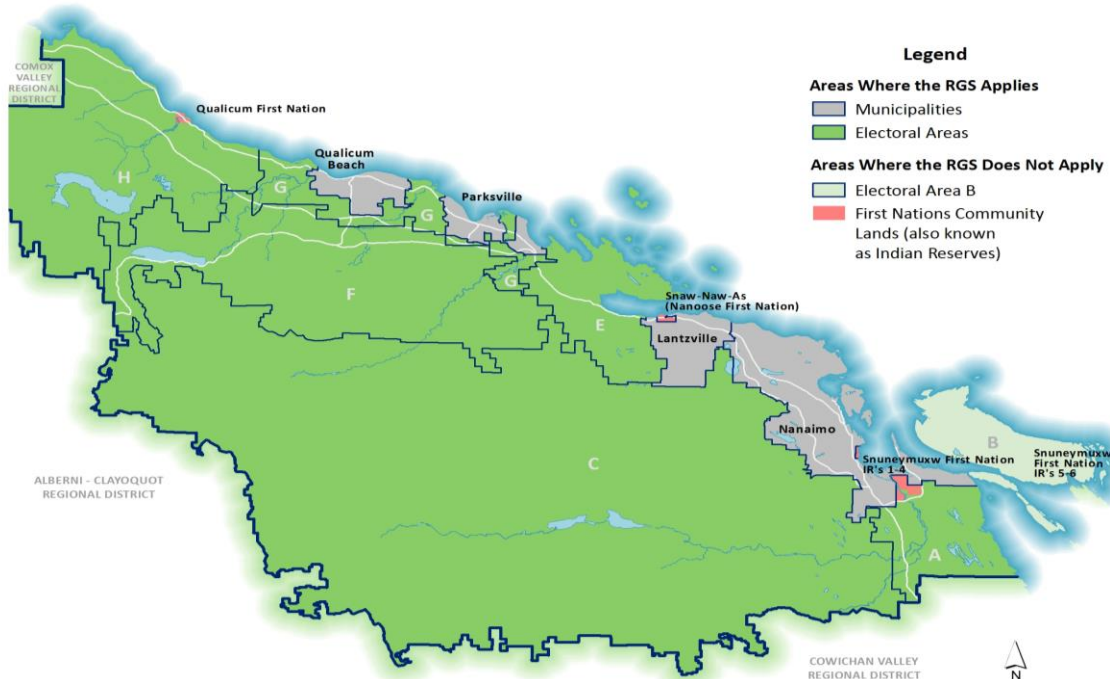 Legend
Areas Where the RGS Applies
Municipalities
Electoral Areas
Areas Where the RGS Does Not Apply
Electoral Area B
First Nations Community
Lands (also known
as Indian Reserves)
COMOX
VALLEY
REGIONAL
DISTRICT
Qualicum First Nation
Qualicum
Beach
Parksville
H
G
G
G
F
E
Snaw-Naw-As
(Nanoose First Nation)
Lantzville
Nanaimo
C
B
Snuneymuxw
First Nation
IR's 5-6
Snuneymuxw First Nation
IR's 1-4
A
ALBERNI - CLAYOQUOT
REGIONAL DISTRICT
COWICHAN VALLEY
REGIONAL DISTRICT
N